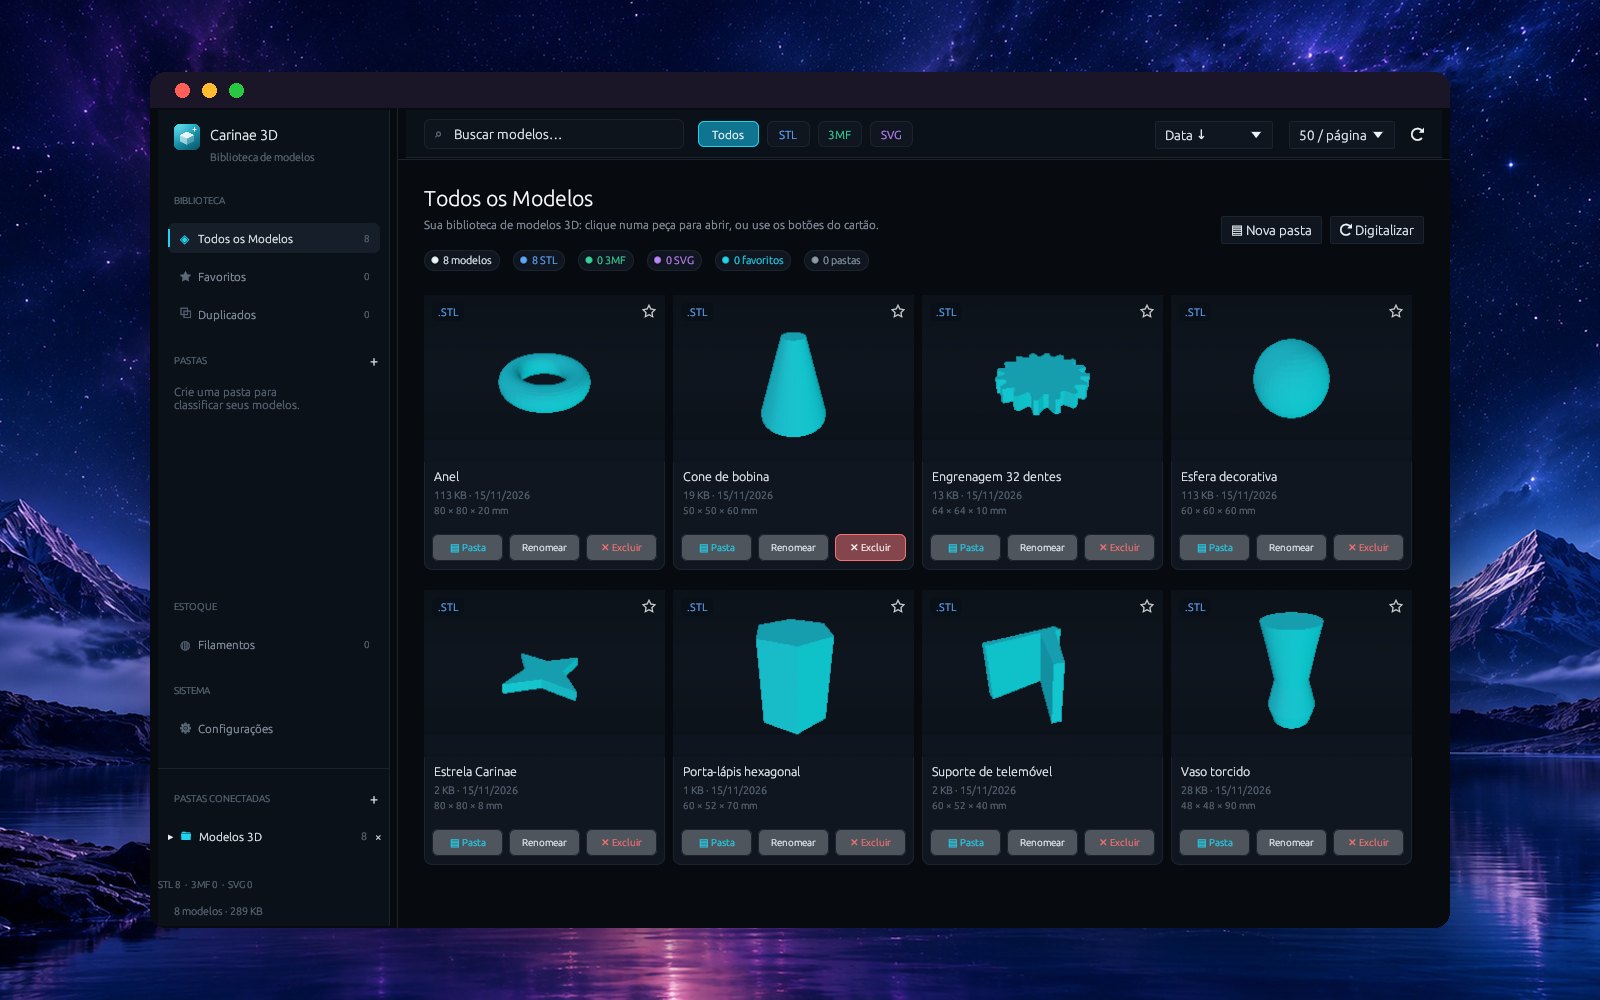 Carinae 3D
Biblioteca de modelos
BIBLIOTECA
Todos os Modelos 8
Favoritos 0
Duplicados 0
PASTAS +
Crie uma pasta para
classificar seus modelos.
ESTOQUE
Filamentos 0
SISTEMA
Configurações
PASTAS CONECTADAS +
Modelos 3D 8 ×
STL 8 · 3MF 0 · SVG 0
8 modelos · 289 KB
Buscar modelos... Todos STL 3MF SVG Data ↓ 50 / página
Todos os Modelos
Sua biblioteca de modelos 3D: clique numa peça para abrir, ou use os botões do cartão.
Nova pasta Digitalizar
8 modelos 8 STL 0 3MF 0 SVG 0 favoritos 0 pastas
.STL
Anel
113 KB · 15/11/2026
80 × 80 × 20 mm
Pasta Renomear × Excluir
.STL
Cone de bobina
19 KB · 15/11/2026
50 × 50 × 60 mm
Pasta Renomear × Excluir
.STL
Engrenagem 32 dentes
13 KB · 15/11/2026
64 × 64 × 10 mm
Pasta Renomear × Excluir
.STL
Esfera decorativa
113 KB · 15/11/2026
60 × 60 × 60 mm
Pasta Renomear × Excluir
.STL
Estrela Carinae
2 KB · 15/11/2026
80 × 80 × 8 mm
Pasta Renomear × Excluir
.STL
Porta-lápis hexagonal
1 KB · 15/11/2026
60 × 52 × 70 mm
Pasta Renomear × Excluir
.STL
Suporte de telemóvel
2 KB · 15/11/2026
60 × 52 × 40 mm
Pasta Renomear × Excluir
.STL
Vaso torcido
28 KB · 15/11/2026
48 × 48 × 90 mm
Pasta Renomear × Excluir